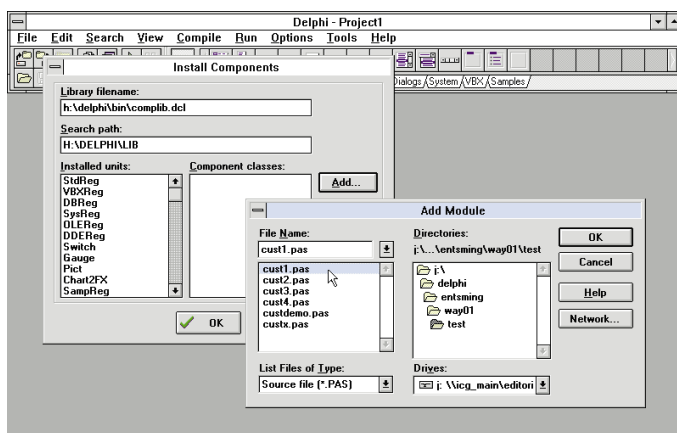 Delphi - Project1
File Edit Search View Compile Run Options Tools Help
Dialogs System VBX Samples
Install Components
Library filename:
h:\delphi\bin\complib.dcl
Search path:
H:\DELPHI\LIB
Installed units:
Component classes:
StdReg
VBXReg
DBReg
SysReg
OLEReg
DDEReg
Switch
Gauge
Pict
Chart2FX
SampReg
Add...
OK
Add Module
File Name:
cust1.pas
cust1.pas
cust2.pas
cust3.pas
cust4.pas
custdemo.pas
custx.pas
List Files of Type:
Source file (*.PAS)
Directories:
j:\...\entsming\way01\test
j:\
delphi
entsming
way01
test
Drives:
j: \\icg_main\editori
OK
Cancel
Help
Network...